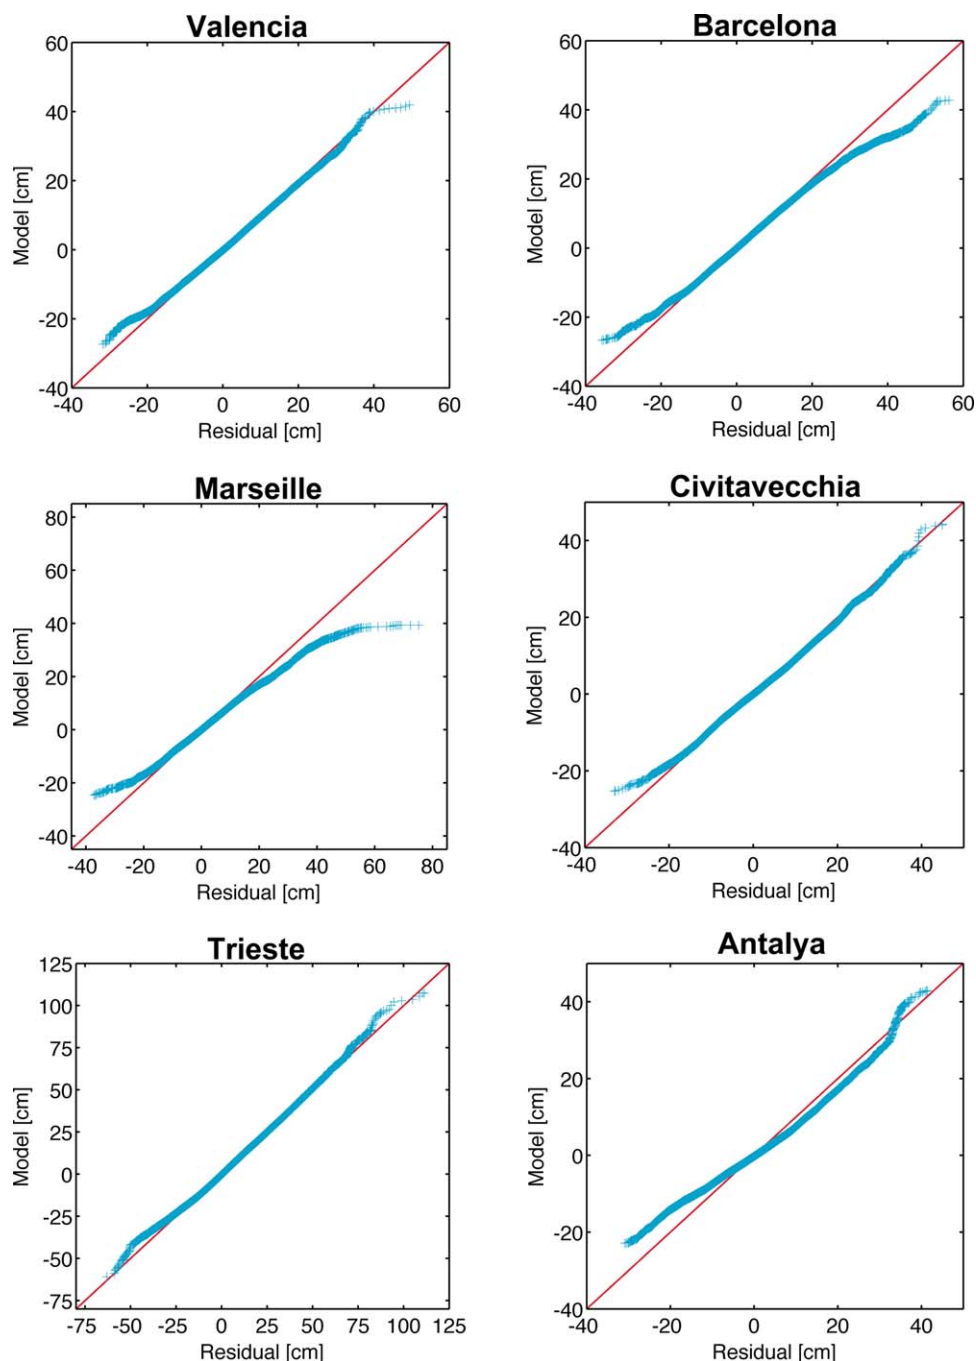 Valencia
60
40
20
0
-20
-40
-40 -20 0 20 40 60
Model [cm]
Residual [cm]
Barcelona
60
40
20
0
-20
-40
-40 -20 0 20 40 60
Model [cm]
Residual [cm]
Marseille
80
60
40
20
0
-20
-40
-40 -20 0 20 40 60 80
Model [cm]
Residual [cm]
Civitavecchia
40
20
0
-20
-40
-40 -20 0 20 40
Model [cm]
Residual [cm]
Trieste
125
100
75
50
25
0
-25
-50
-75
-75 -50 -25 0 25 50 75 100 125
Model [cm]
Residual [cm]
Antalya
40
20
0
-20
-40
-40 -20 0 20 40
Model [cm]
Residual [cm]